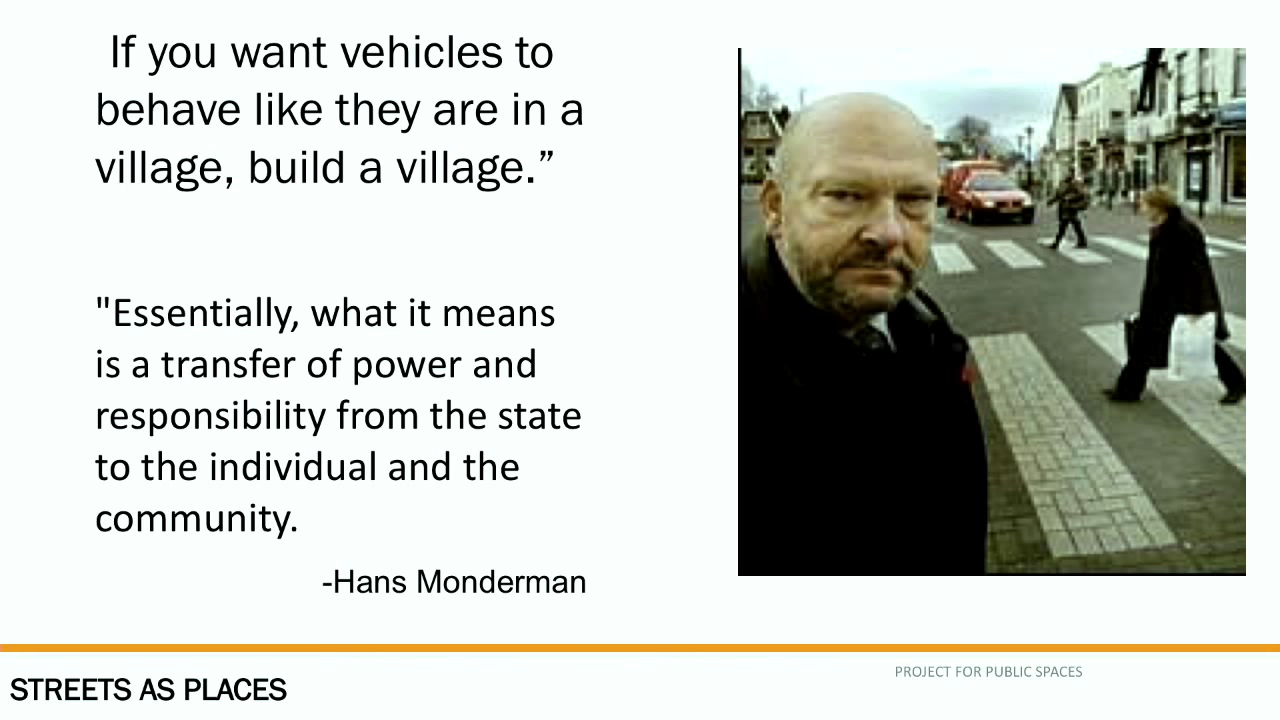 If you want vehicles to
behave like they are in a
village, build a village.”
"Essentially, what it means
is a transfer of power and
responsibility from the state
to the individual and the
community.
-Hans Monderman
PROJECT FOR PUBLIC SPACES
STREETS AS PLACES